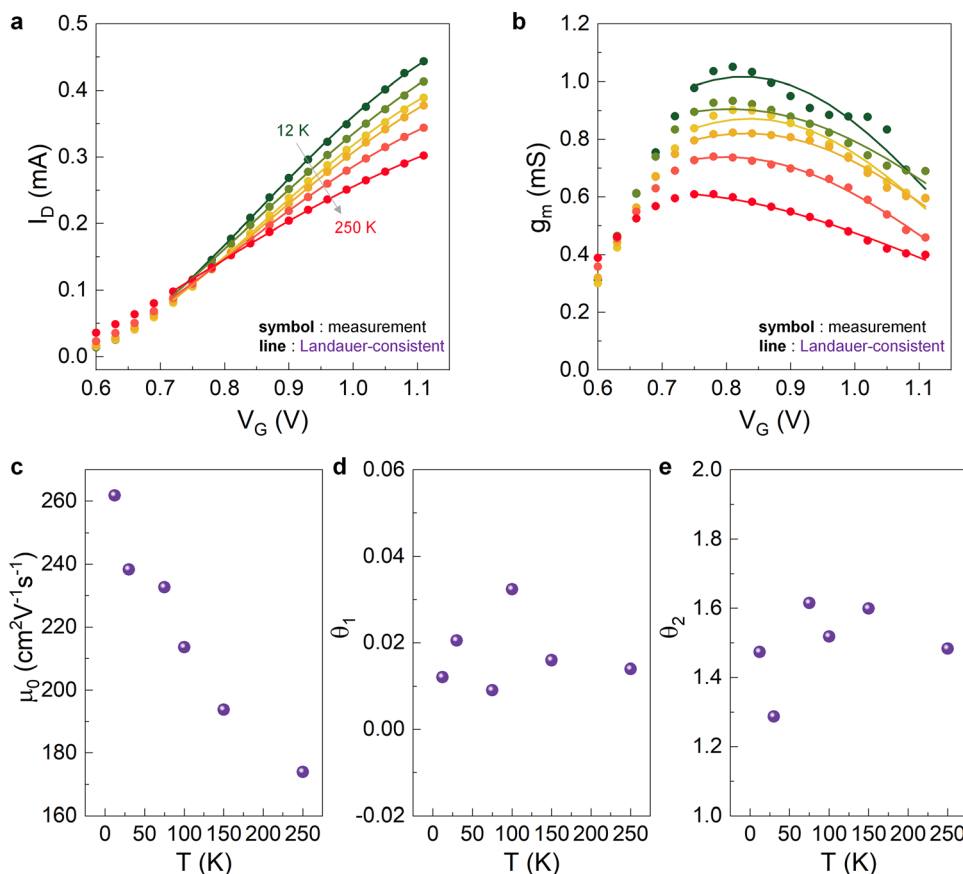 a
I_D (mA)
0.5
0.4
0.3
0.2
0.1
0.0
12 K
250 K
symbol : measurement
line : Landauer-consistent
0.6 0.7 0.8 0.9 1.0 1.1
V_G (V)
b
g_m (mS)
1.2
1.0
0.8
0.6
0.4
0.2
0.0
symbol : measurement
line : Landauer-consistent
0.6 0.7 0.8 0.9 1.0 1.1
V_G (V)
c
μ₀ (cm²V⁻¹s⁻¹)
260
240
220
200
180
160
0 50 100 150 200 250
T (K)
d
θ₁
0.06
0.04
0.02
0.00
-0.02
0 50 100 150 200 250
T (K)
e
θ₂
2.0
1.8
1.6
1.4
1.2
1.0
0 50 100 150 200 250
T (K)